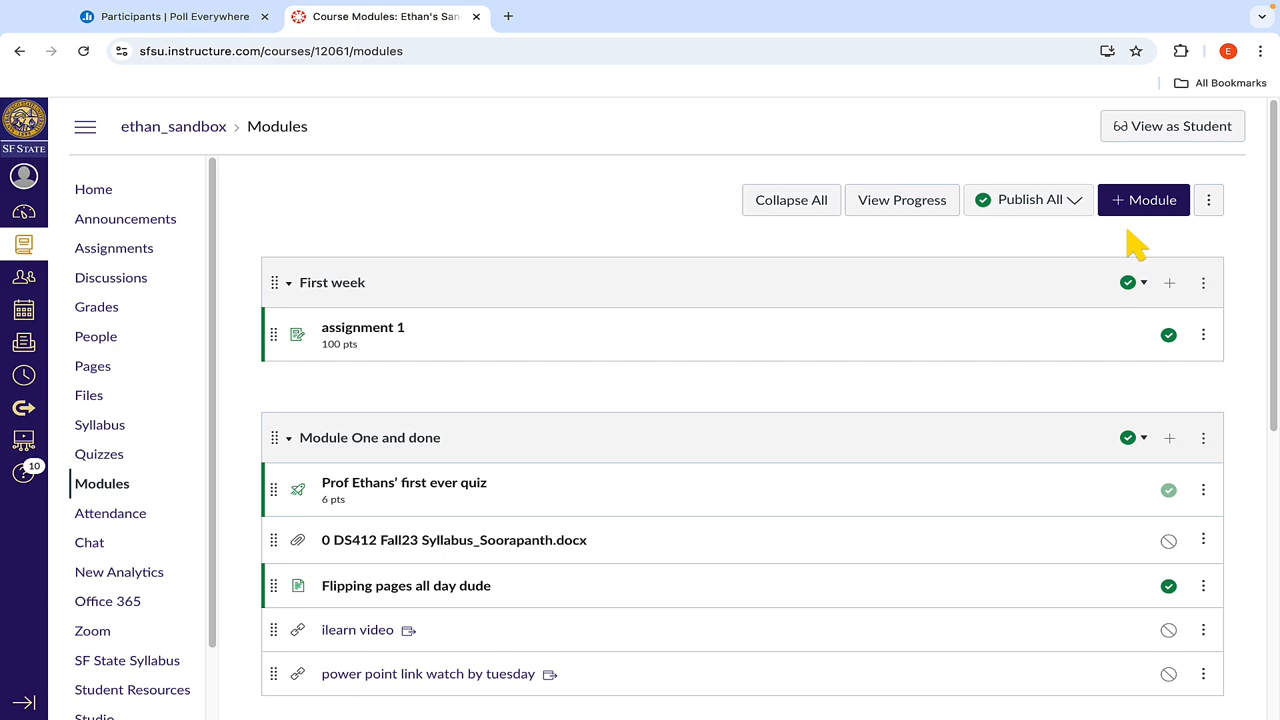 Participants | Poll Everywhere
Course Modules: Ethan's San
sfsu.instructure.com/courses/12061/modules
E
All Bookmarks
SF STATE
ethan_sandbox > Modules
View as Student
Home
Announcements
Assignments
Discussions
Grades
People
Pages
Files
Syllabus
Quizzes
Modules
Attendance
Chat
New Analytics
Office 365
Zoom
SF State Syllabus
Student Resources
Studio
10
Collapse All
View Progress
Publish All
+ Module
First week
assignment 1
100 pts
Module One and done
Prof Ethans' first ever quiz
6 pts
0 DS412 Fall23 Syllabus_Soorapanth.docx
Flipping pages all day dude
ilearn video
power point link watch by tuesday